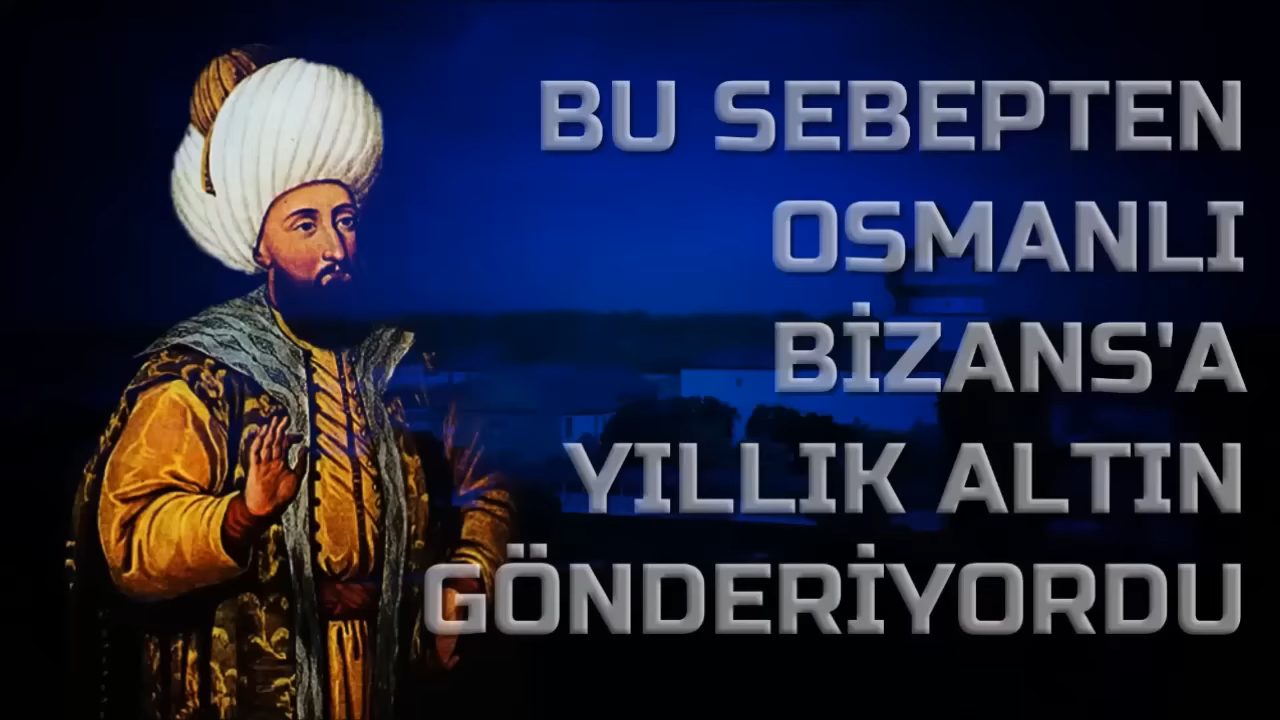 BU SEBEPTEN
OSMANLI
BİZANS'A
YILLIK ALTIN
GÖNDERİYORDU